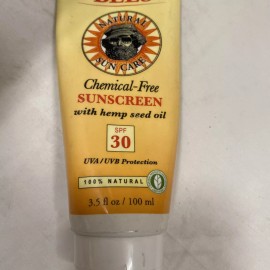 BEES
NATURAL
SUN CARE
Chemical-Free
SUNSCREEN
with hemp seed oil
SPF
30
UVA/UVB Protection
100% NATURAL
3.5 fl oz / 100 ml